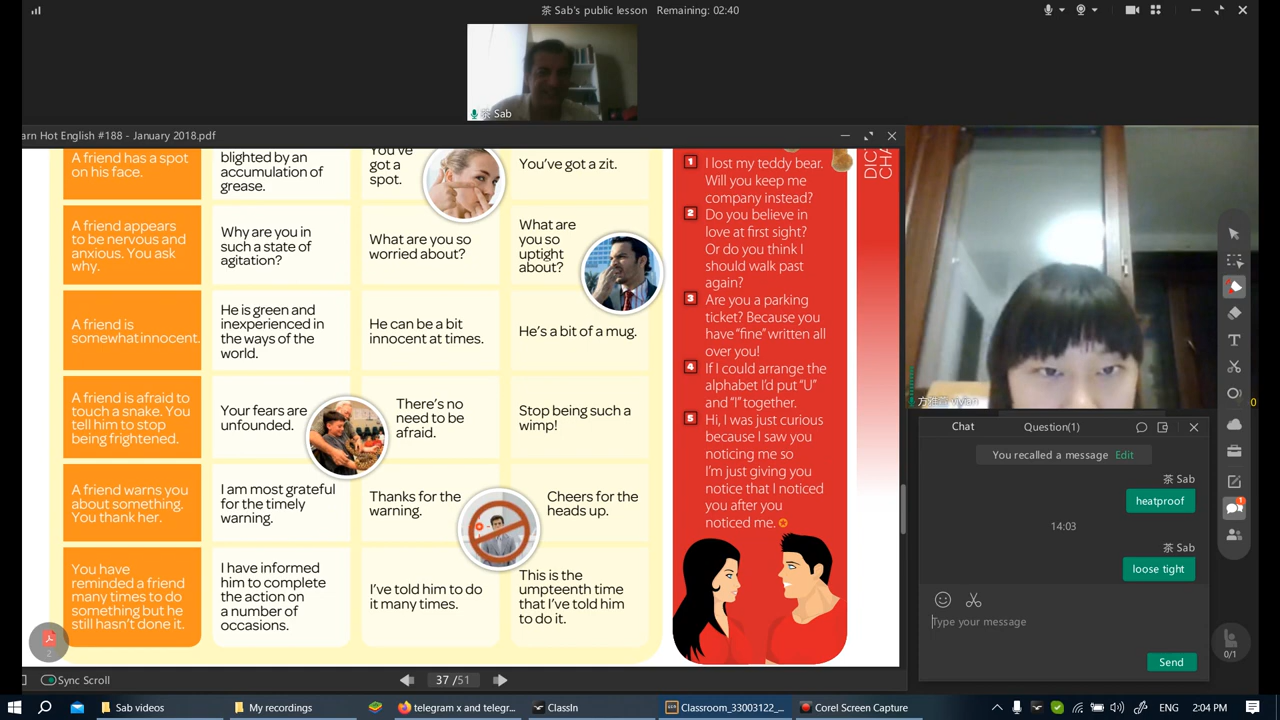 茶 Sab's public lesson Remaining: 02:40
茶 Sab
arn Hot English #188 - January 2018.pdf
A friend has a spot
on his face.
blighted by an
accumulation of
grease.
You've
got a
spot.
You've got a zit.
A friend appears
to be nervous and
anxious. You ask
why.
Why are you in
such a state of
agitation?
What are you so
worried about?
What are
you so
uptight
about?
A friend is
somewhat innocent.
He is green and
inexperienced in
the ways of the
world.
He can be a bit
innocent at times.
He's a bit of a mug.
A friend is afraid to
touch a snake. You
tell him to stop
being frightened.
Your fears are
unfounded.
There's no
need to be
afraid.
Stop being such a
wimp!
A friend warns you
about something.
You thank her.
I am most grateful
for the timely
warning.
Thanks for the
warning.
Cheers for the
heads up.
You have
reminded a friend
many times to do
something but he
still hasn't done it.
I have informed
him to complete
the action on
a number of
occasions.
I've told him to do
it many times.
This is the
umpteenth time
that I've told him
to do it.
1 I lost my teddy bear.
Will you keep me
company instead?
2 Do you believe in
love at first sight?
Or do you think I
should walk past
again?
3 Are you a parking
ticket? Because you
have "fine" written all
over you!
4 If I could arrange the
alphabet I'd put "U"
and "I" together.
5 Hi, I was just curious
because I saw you
noticing me so
I'm just giving you
notice that I noticed
you after you
noticed me.
DIC
CHA
2
Sync Scroll
37 /51
Chat Question(1)
You recalled a message Edit
茶 Sab
heatproof
14:03
茶 Sab
loose tight
Type your message
Send
1
0/1
Sab videos
My recordings
telegram x and telegr...
ClassIn
Classroom_33003122_...
Corel Screen Capture
ENG
2:04 PM